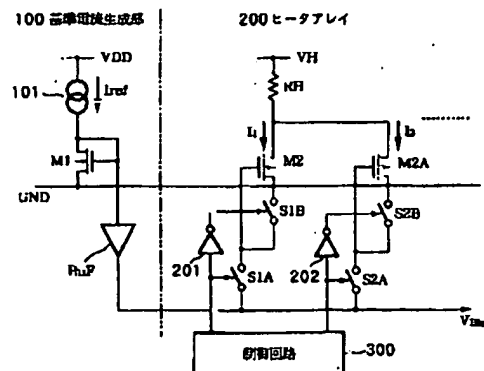 100 基準電流生成部
200 ヒータアレイ
VDD
VH
101
Iref
RH
I1
I2
M1
M2
M2A
GND
S1B
S2B
Buf
201
202
S1A
S2A
制御回路
300